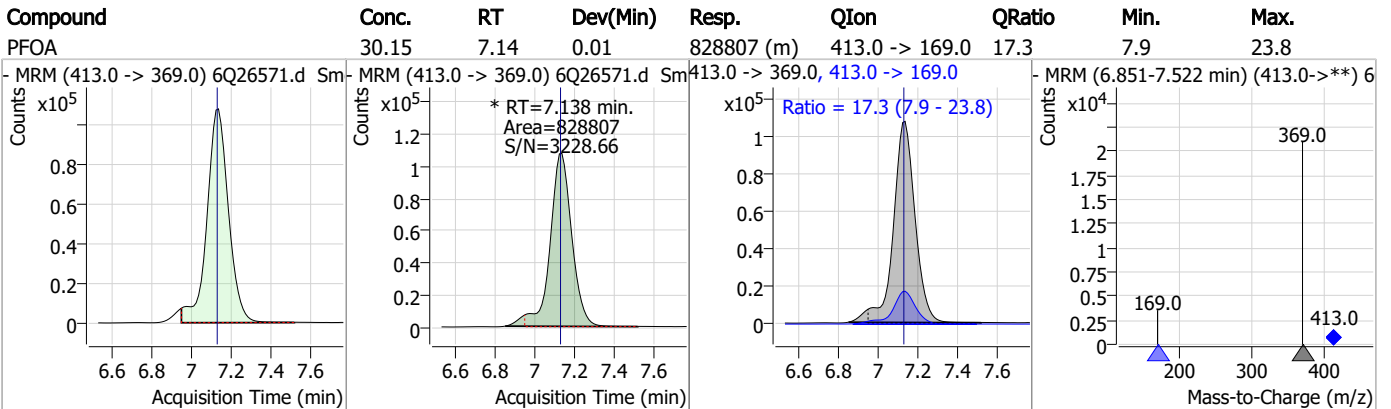 Compound Conc. RT Dev(Min) Resp. QIon QRatio Min. Max.
PFOA 30.15 7.14 0.01 828807 (m) 413.0 -> 169.0 17.3 7.9 23.8
- MRM (413.0 -> 369.0) 6Q26571.d Sm
Counts
x10^5
0.8
0.6
0.4
0.2
0
6.6 6.8 7 7.2 7.4 7.6
Acquisition Time (min)
- MRM (413.0 -> 369.0) 6Q26571.d Sm
Counts
x10^5
* RT=7.138 min.
Area=828807
S/N=3228.66
1.2
1
0.8
0.6
0.4
0.2
0
6.6 6.8 7 7.2 7.4 7.6
Acquisition Time (min)
413.0 -> 369.0, 413.0 -> 169.0
Counts
x10^5
Ratio = 17.3 (7.9 - 23.8)
1
0.8
0.6
0.4
0.2
0
6.6 6.8 7 7.2 7.4 7.6
Acquisition Time (min)
- MRM (6.851-7.522 min) (413.0->**) 6
Counts
x10^4
369.0
2
1.75
1.5
1.25
1
0.75
0.5
0.25
0
169.0
413.0
200 300 400
Mass-to-Charge (m/z)